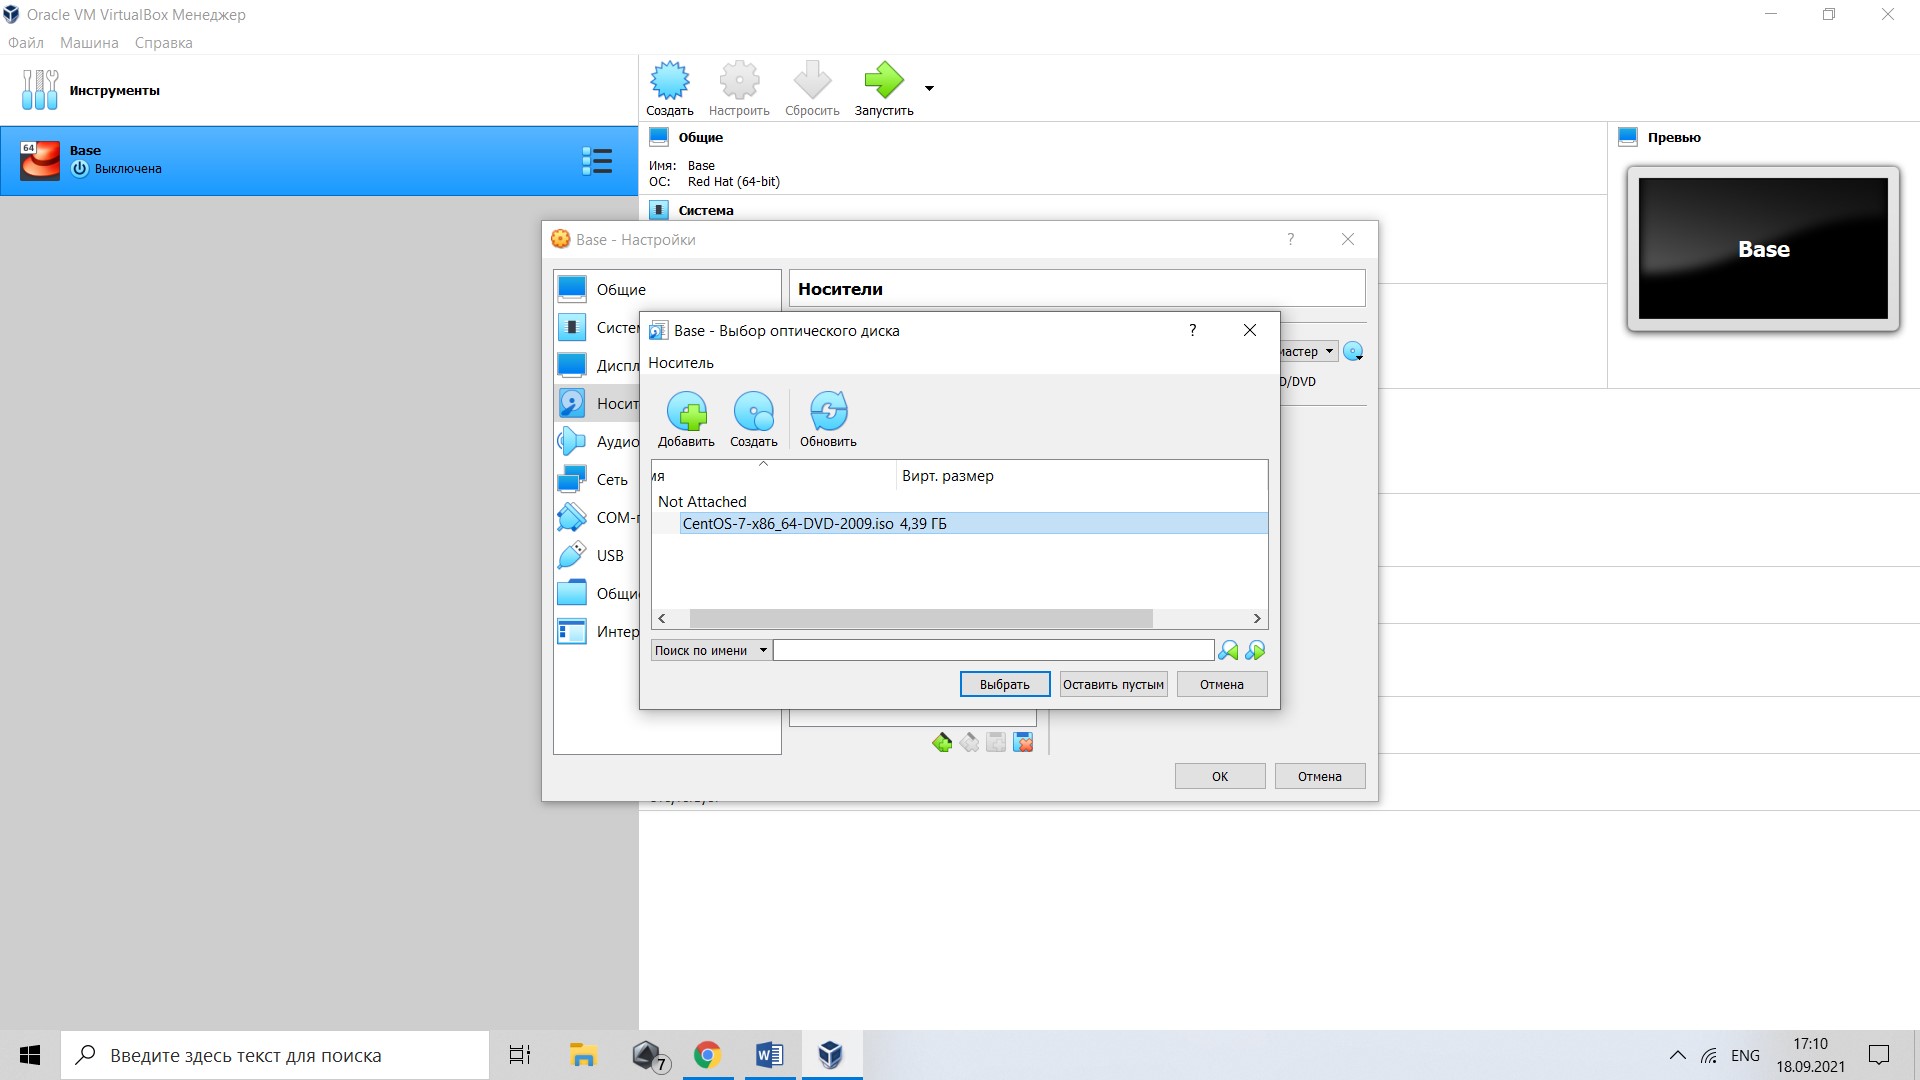 Oracle VM VirtualBox Менеджер
Файл Машина Справка
Инструменты
64
Base
Выключена
Создать Настроить Сбросить Запустить
Общие
Имя: Base
ОС: Red Hat (64-bit)
Система
Превью
Base
Base - Настройки
?
Общие
Носители
Base - Выбор оптического диска
?
Носитель
Добавить Создать Обновить
Вирт. размер
Not Attached
CentOS-7-x86_64-DVD-2009.iso 4,39 ГБ
Поиск по имени
Выбрать Оставить пустым Отмена
Систе
Диспл
Носит
Аудио
Сеть
COM-
USB
Общи
Интер
мастер
D/DVD
OK Отмена
Введите здесь текст для поиска
7
ENG
17:10
18.09.2021